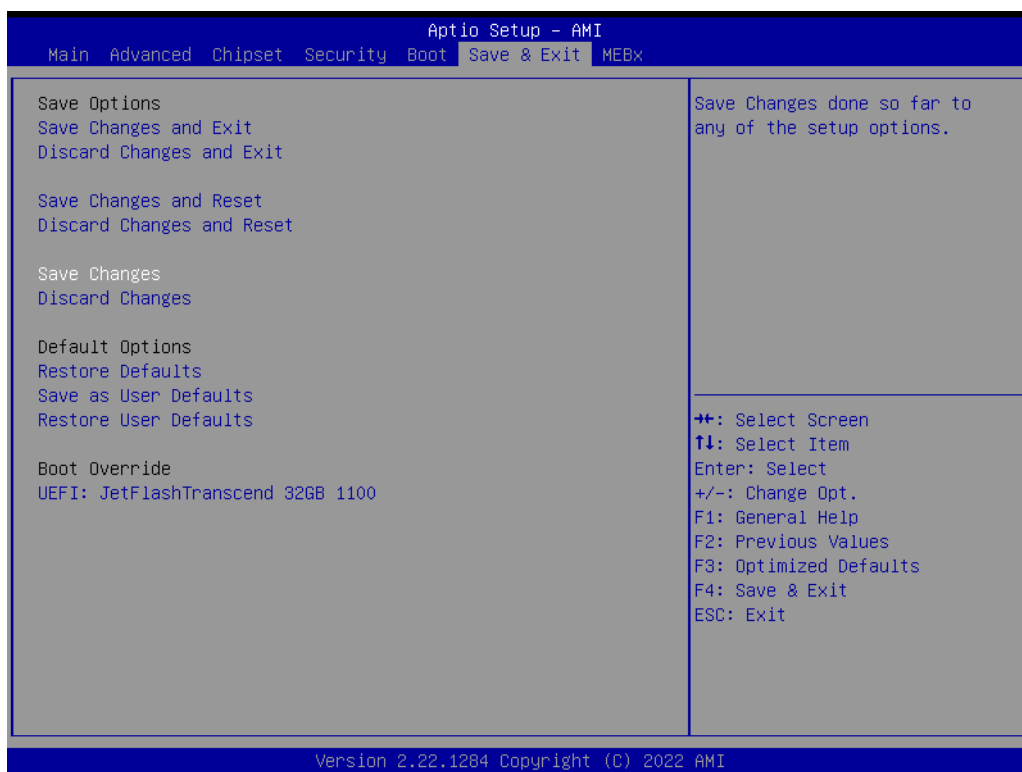 Aptio Setup - AMI
Main Advanced Chipset Security Boot Save & Exit MEBx
Save Options
Save Changes and Exit
Discard Changes and Exit
Save Changes and Reset
Discard Changes and Reset
Save Changes
Discard Changes
Default Options
Restore Defaults
Save as User Defaults
Restore User Defaults
Boot Override
UEFI: JetFlashTranscend 32GB 1100
Save Changes done so far to
any of the setup options.
→←: Select Screen
↑↓: Select Item
Enter: Select
+/-: Change Opt.
F1: General Help
F2: Previous Values
F3: Optimized Defaults
F4: Save & Exit
ESC: Exit
Version 2.22.1284 Copyright (C) 2022 AMI